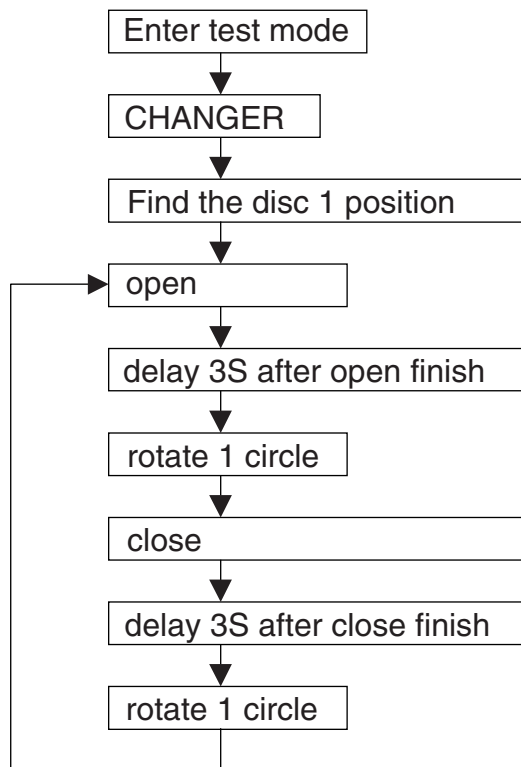 Enter test mode
CHANGER
Find the disc 1 position
open
delay 3S after open finish
rotate 1 circle
close
delay 3S after close finish
rotate 1 circle